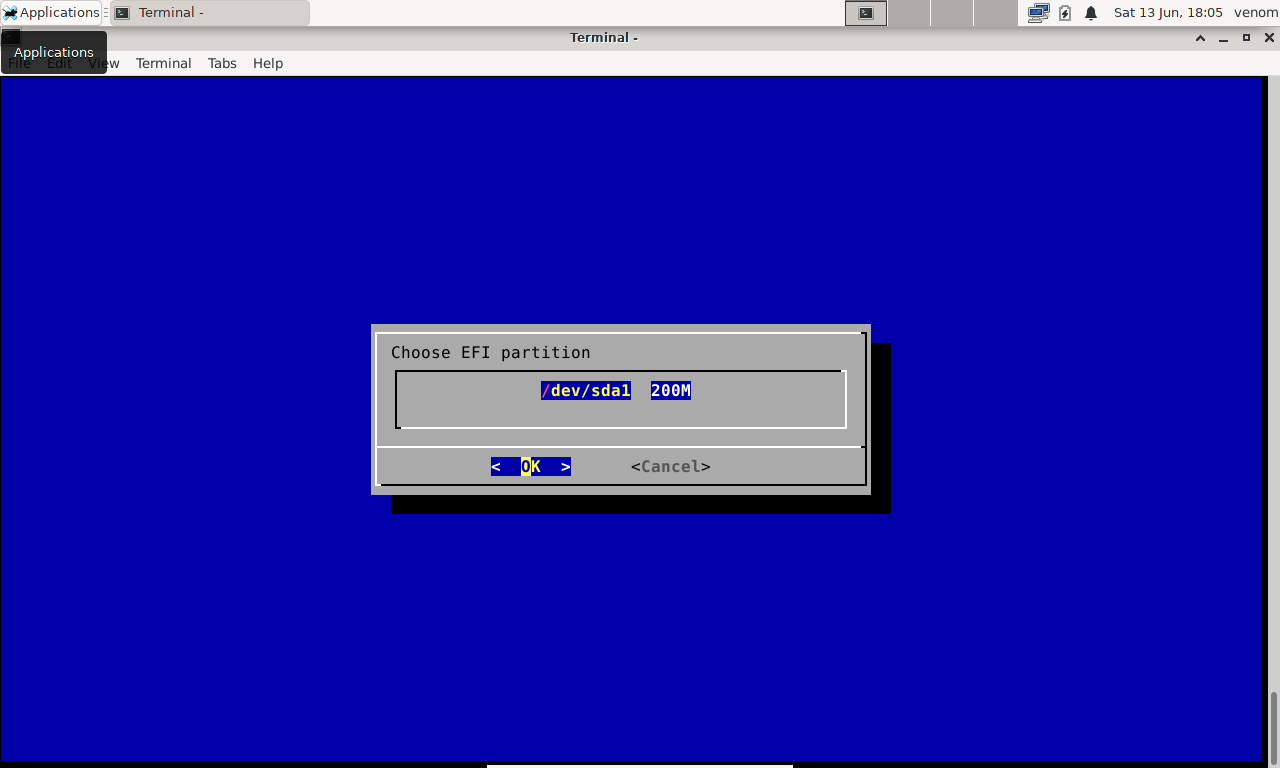 Applications
Terminal -
Sat 13 Jun, 18:05
venom
Terminal -
Applications
File Edit View Terminal Tabs Help
Choose EFI partition
/dev/sda1 200M
< OK > <Cancel>